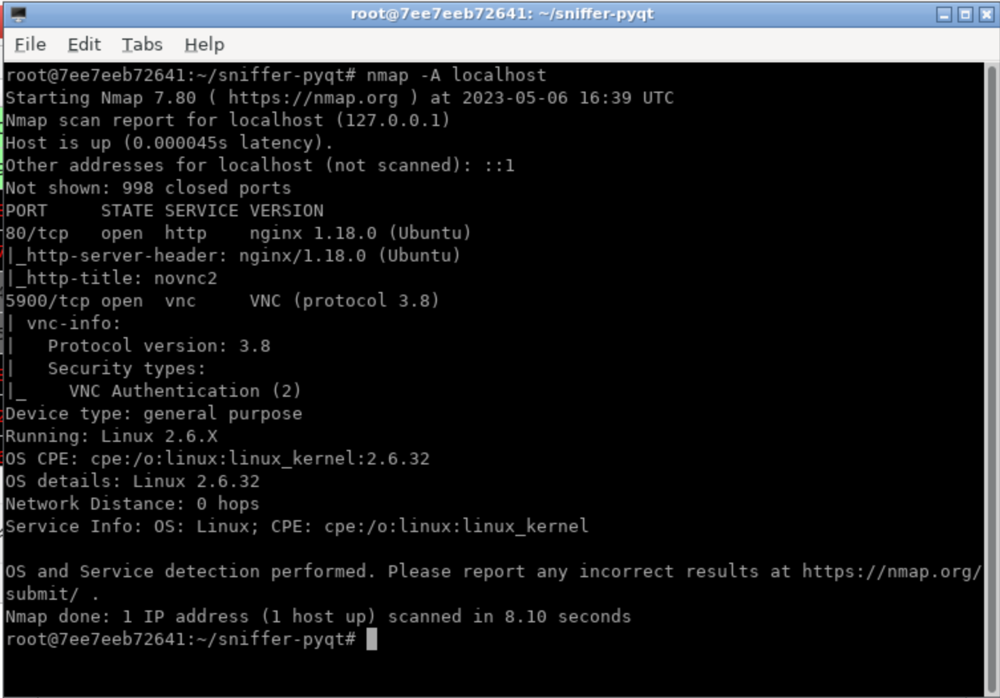 root@7ee7eeb72641: ~/sniffer-pyqt
File Edit Tabs Help
root@7ee7eeb72641:~/sniffer-pyqt# nmap -A localhost
Starting Nmap 7.80 ( https://nmap.org ) at 2023-05-06 16:39 UTC
Nmap scan report for localhost (127.0.0.1)
Host is up (0.000045s latency).
Other addresses for localhost (not scanned): ::1
Not shown: 998 closed ports
PORT     STATE SERVICE VERSION
80/tcp   open  http    nginx 1.18.0 (Ubuntu)
|_http-server-header: nginx/1.18.0 (Ubuntu)
|_http-title: novnc2
5900/tcp open  vnc     VNC (protocol 3.8)
| vnc-info:
|   Protocol version: 3.8
|   Security types:
|_    VNC Authentication (2)
Device type: general purpose
Running: Linux 2.6.X
OS CPE: cpe:/o:linux:linux_kernel:2.6.32
OS details: Linux 2.6.32
Network Distance: 0 hops
Service Info: OS: Linux; CPE: cpe:/o:linux:linux_kernel
OS and Service detection performed. Please report any incorrect results at https://nmap.org/
submit/ .
Nmap done: 1 IP address (1 host up) scanned in 8.10 seconds
root@7ee7eeb72641:~/sniffer-pyqt#